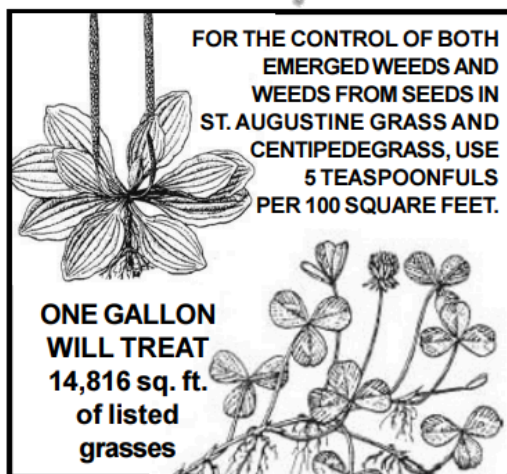 FOR THE CONTROL OF BOTH
EMERGED WEEDS AND
WEEDS FROM SEEDS IN
ST. AUGUSTINE GRASS AND
CENTIPEDEGRASS, USE
5 TEASPOONFULS
PER 100 SQUARE FEET.
ONE GALLON
WILL TREAT
14,816 sq. ft.
of listed
grasses